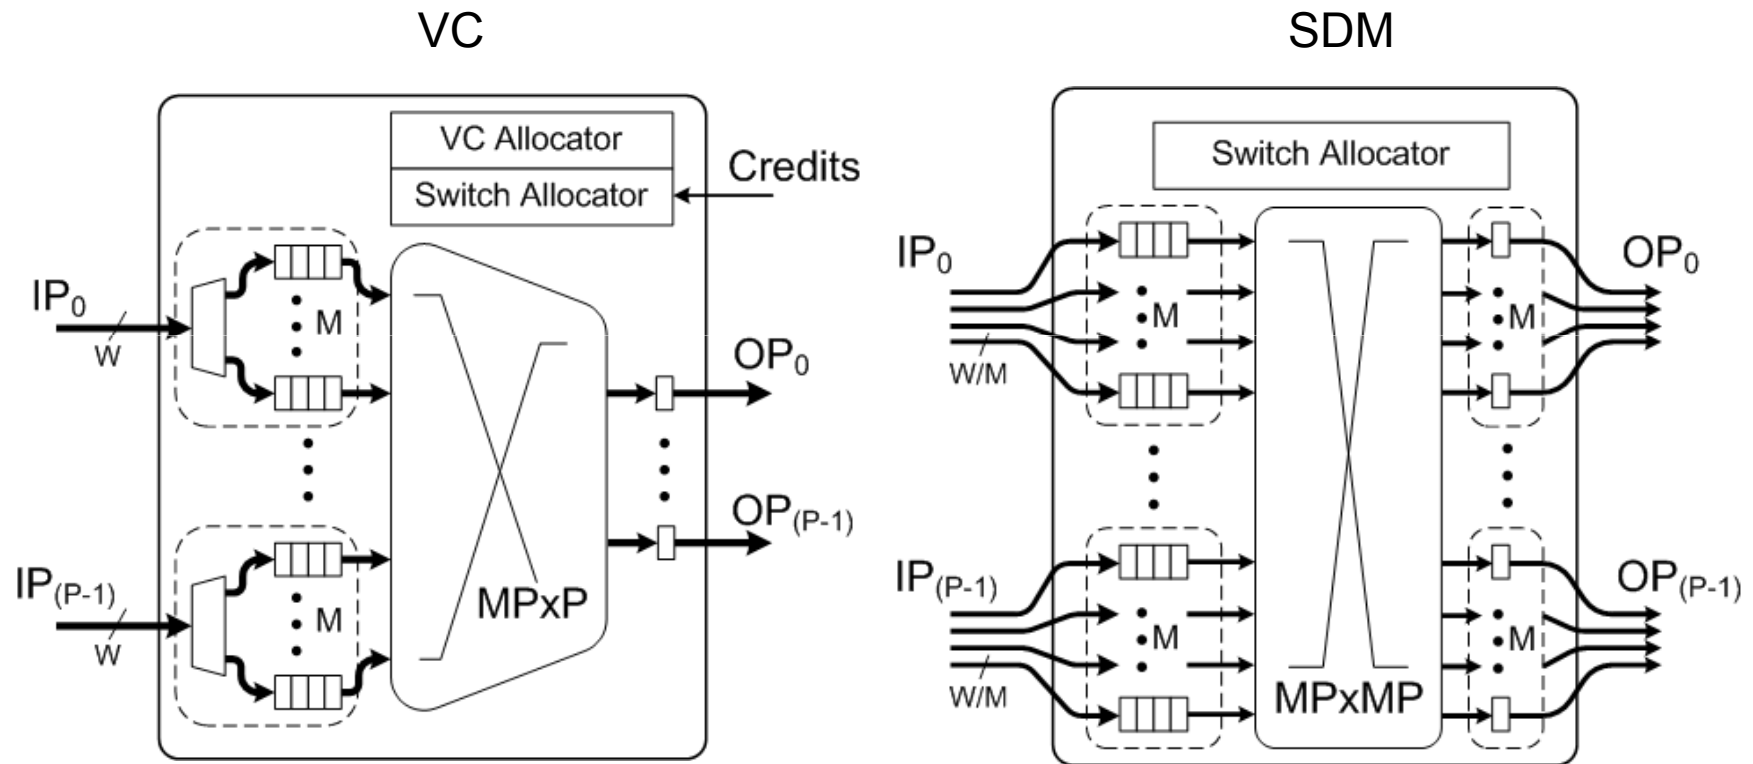 VC
VC Allocator
Switch Allocator
Credits
IP0
W
M
OP0
IP(P-1)
W
M
MPxP
OP(P-1)
SDM
Switch Allocator
IP0
W/M
M
M
OP0
IP(P-1)
W/M
M
MPxMP
M
OP(P-1)